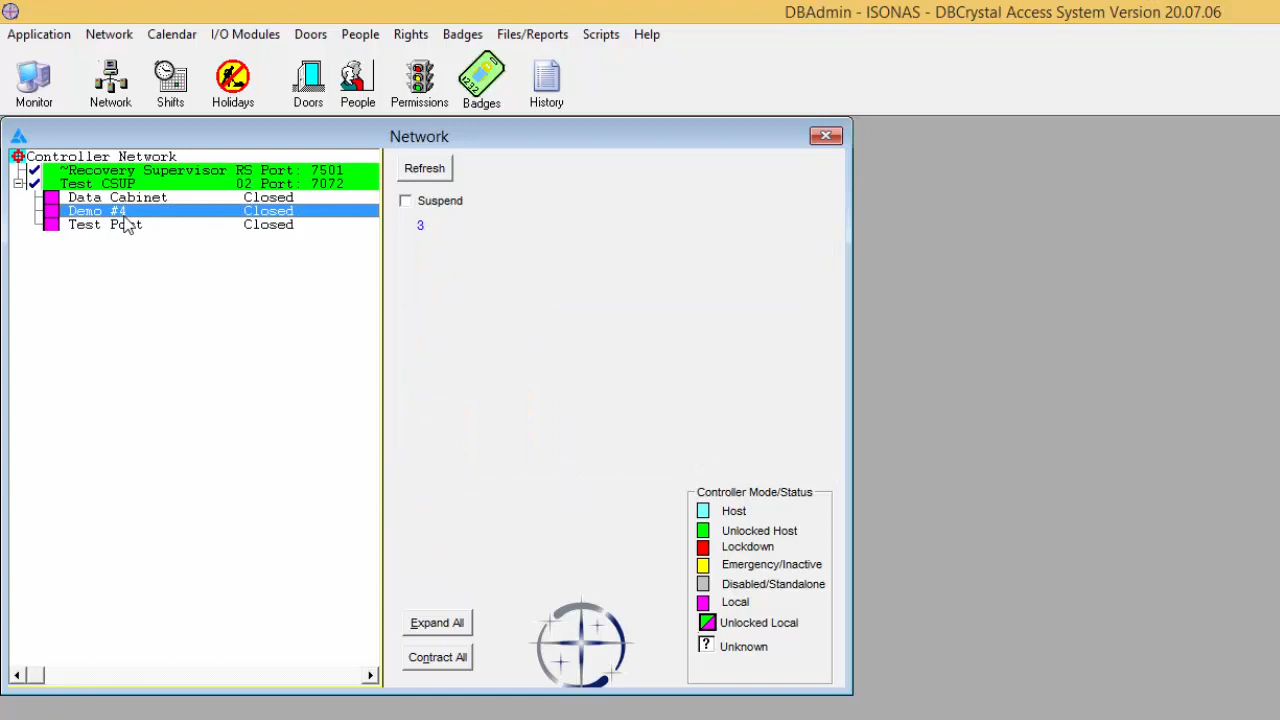 DBAdmin - ISONAS - DBCrystal Access System Version 20.07.06
Application Network Calendar I/O Modules Doors People Rights Badges Files/Reports Scripts Help
Monitor Network Shifts Holidays Doors People Permissions Badges History
Network
Controller Network
~Recovery Supervisor RS Port: 7501
Test CSUP 02 Port: 7072
Data Cabinet Closed
Demo #4 Closed
Test Closed
Refresh
Suspend
3
Controller Mode/Status
Host
Unlocked Host
Lockdown
Emergency/Inactive
Disabled/Standalone
Local
Unlocked Local
? Unknown
Expand All
Contract All